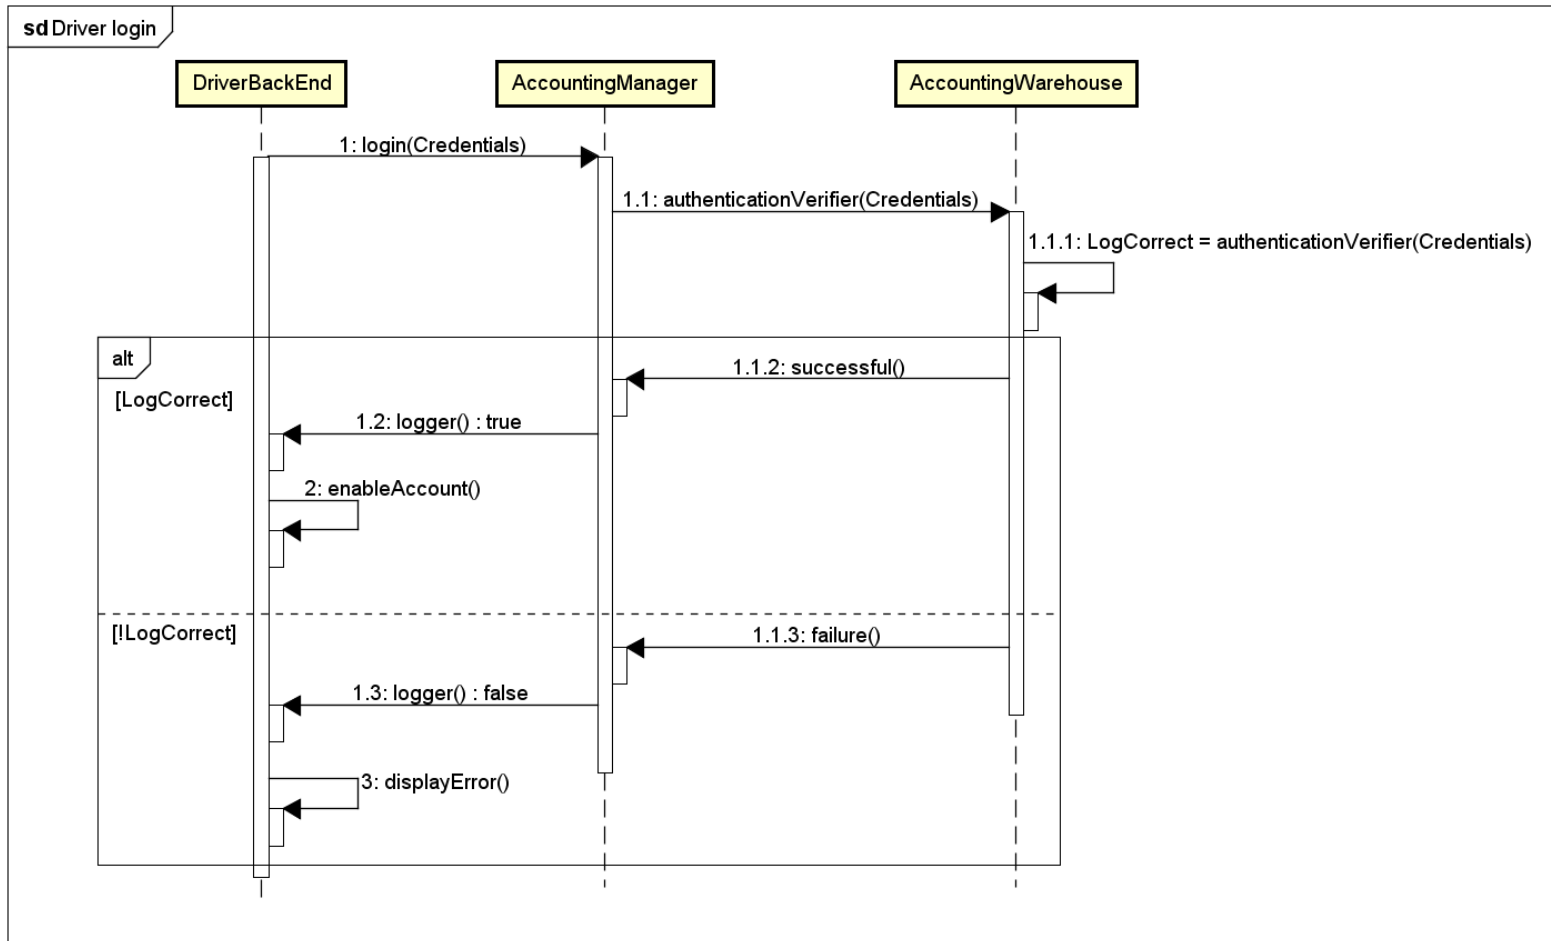 sd Driver login
DriverBackEnd
AccountingManager
AccountingWarehouse
1: login(Credentials)
1.1: authenticationVerifier(Credentials)
1.1.1: LogCorrect = authenticationVerifier(Credentials)
alt
1.1.2: successful()
[LogCorrect]
1.2: logger() : true
2: enableAccount()
[!LogCorrect]
1.1.3: failure()
1.3: logger() : false
3: displayError()